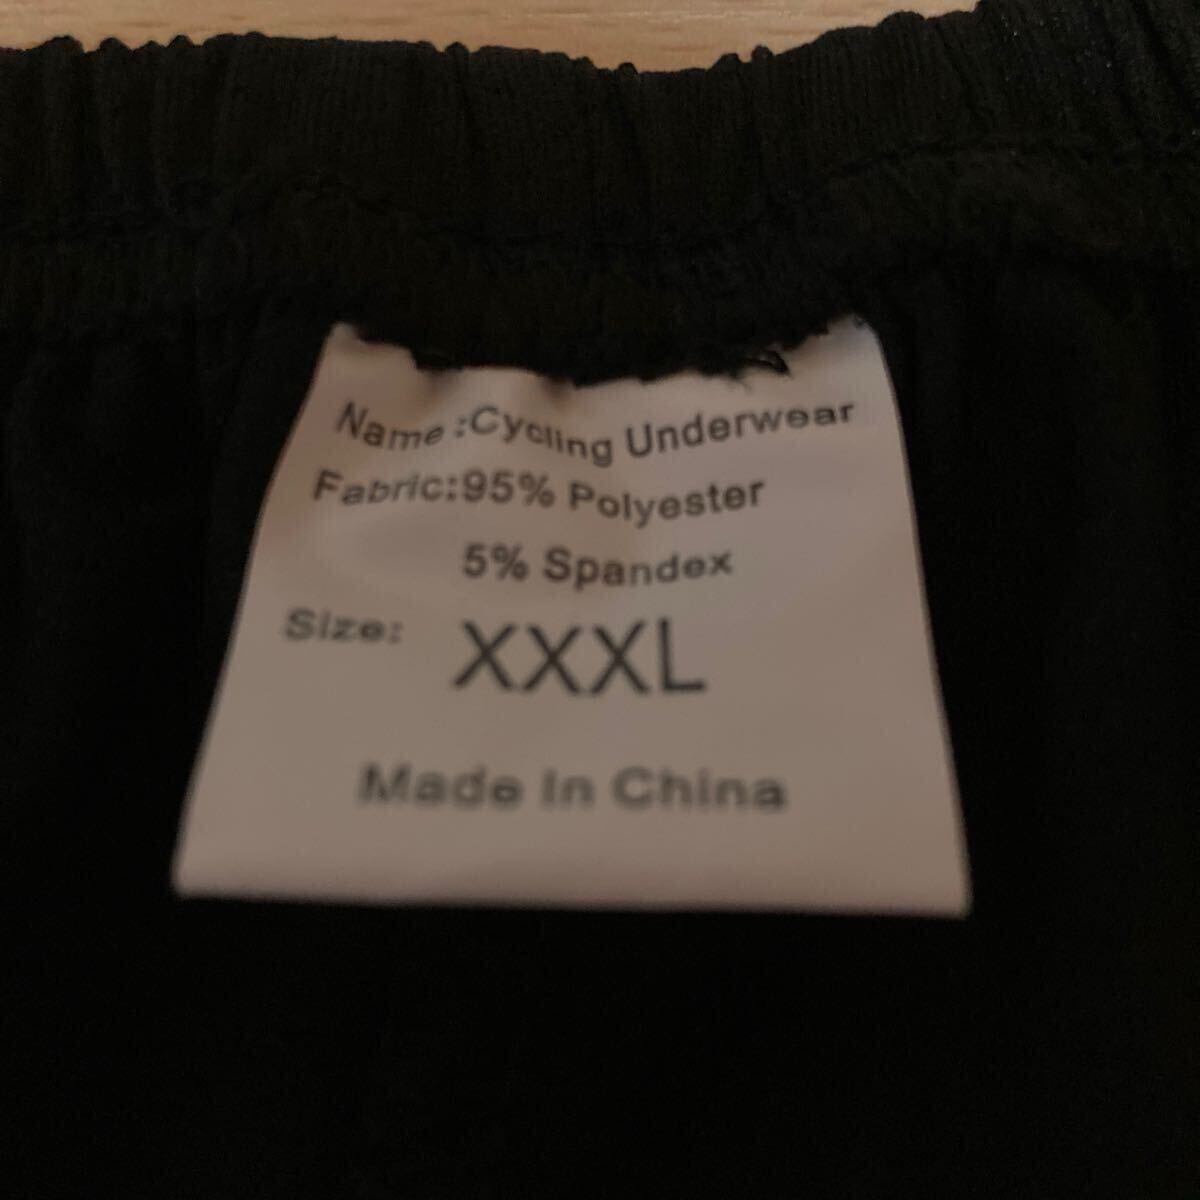 Name:Cycling Underwear
Fabric:95% Polyester
5% Spandex
Size: XXXL
Made In China